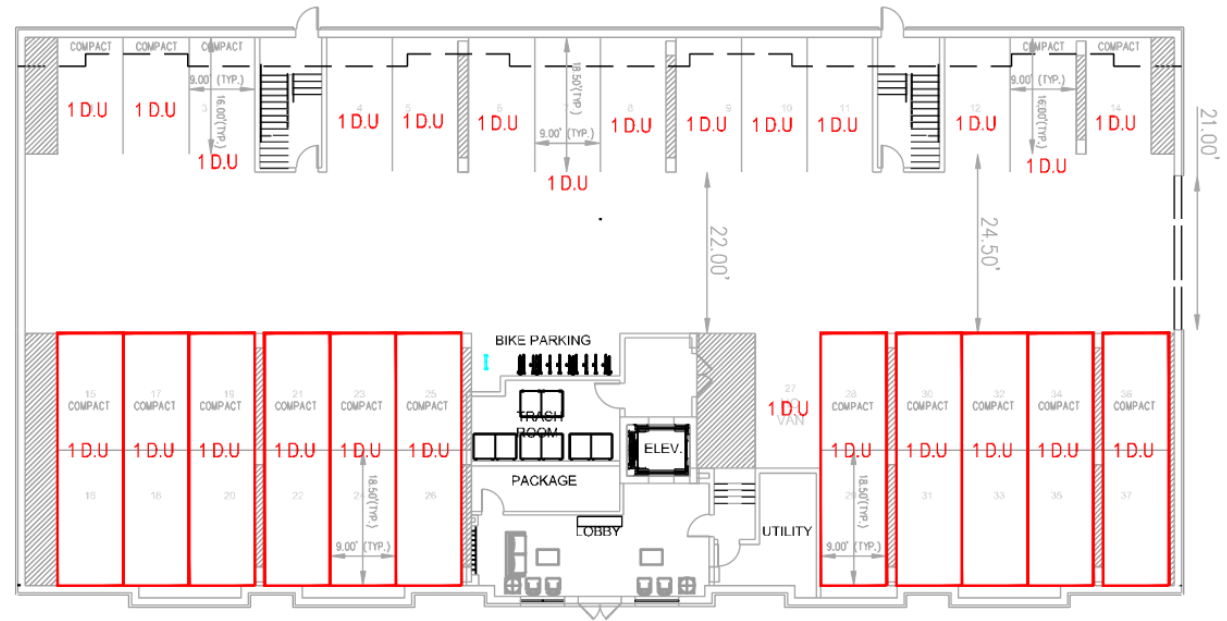 COMPACT COMPACT COMPACT COMPACT COMPACT
9.00' (TYP.) 18.50'(TYP.) 9.00' (TYP.)
3 4 5 6 8 9 10 11 12 14
16.00'(TYP.) 9.00' (TYP.) 16.00'(TYP.)
1 D.U 1 D.U 1 D.U 1 D.U 1 D.U 1 D.U 1 D.U 1 D.U 1 D.U 1 D.U 1 D.U
1 D.U 1 D.U 1 D.U
21.00'
22.00' 24.50'
BIKE PARKING
15 17 19 21 23 25 27 28 30 32 34 36
COMPACT COMPACT COMPACT COMPACT COMPACT COMPACT COMPACT COMPACT COMPACT COMPACT COMPACT
1 D.U
VAN
TRASH
ROOM
1 D.U 1 D.U 1 D.U 1 D.U 1 D.U 1 D.U ELEV. 1 D.U 1 D.U 1 D.U 1 D.U 1 D.U
PACKAGE
18 20 22 24 26 29 31 33 35 37
18.50'(TYP.) 18.50'(TYP.)
LOBBY UTILITY
9.00' (TYP.) 9.00' (TYP.)